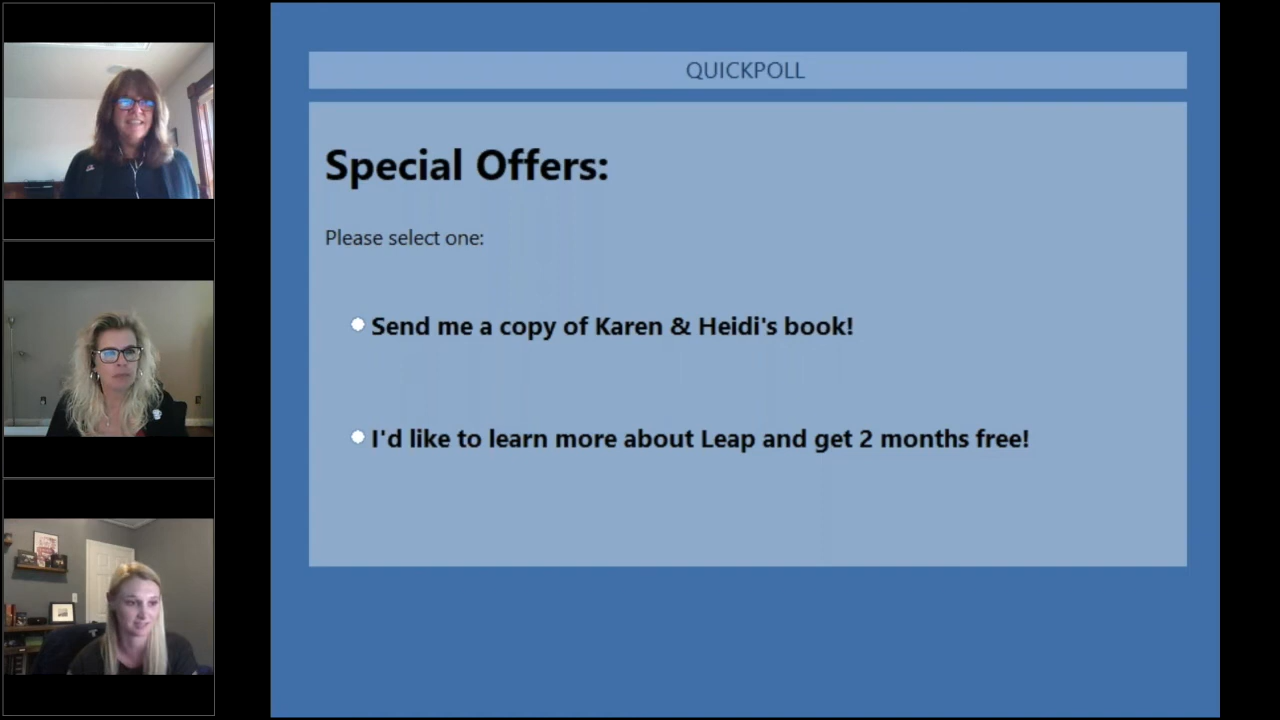 QUICKPOLL
Special Offers:
Please select one:
Send me a copy of Karen & Heidi's book!
I'd like to learn more about Leap and get 2 months free!